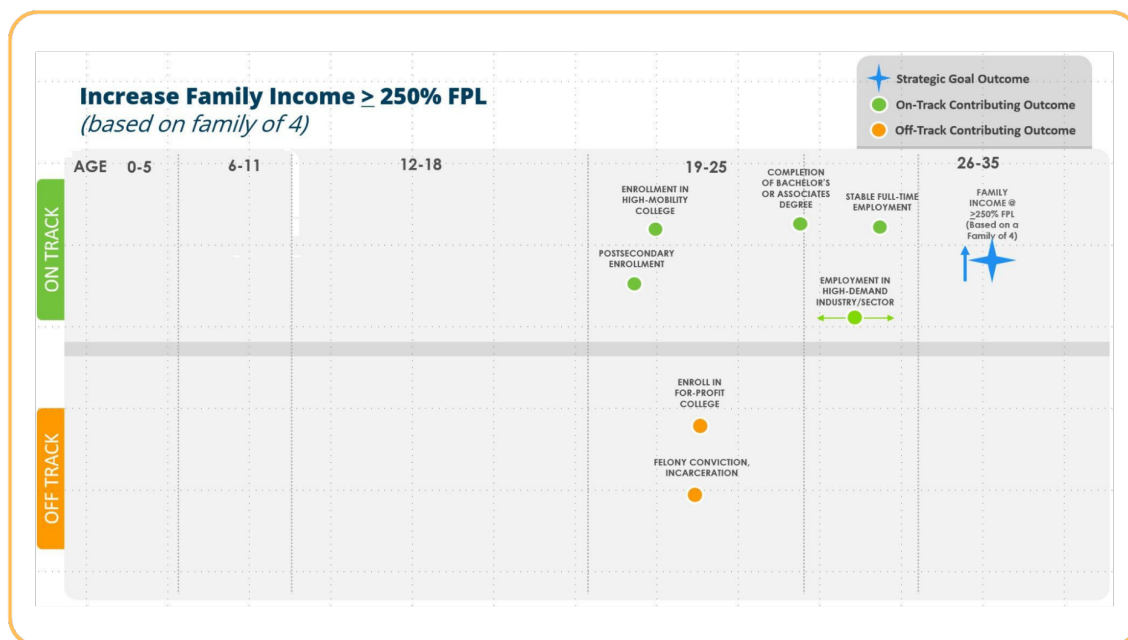 Increase Family Income ≥ 250% FPL
(based on family of 4)
Strategic Goal Outcome
On-Track Contributing Outcome
Off-Track Contributing Outcome
AGE 0-5 6-11 12-18 19-25 26-35
ON TRACK
ENROLLMENT IN
HIGH-MOBILITY
COLLEGE
POSTSECONDARY
ENROLLMENT
COMPLETION
OF BACHELOR'S
OR ASSOCIATES
DEGREE
STABLE FULL-TIME
EMPLOYMENT
EMPLOYMENT IN
HIGH-DEMAND
INDUSTRY/SECTOR
FAMILY
INCOME @
≥250% FPL
(Based on a
Family of 4)
OFF TRACK
ENROLL IN
FOR-PROFIT
COLLEGE
FELONY CONVICTION,
INCARCERATION